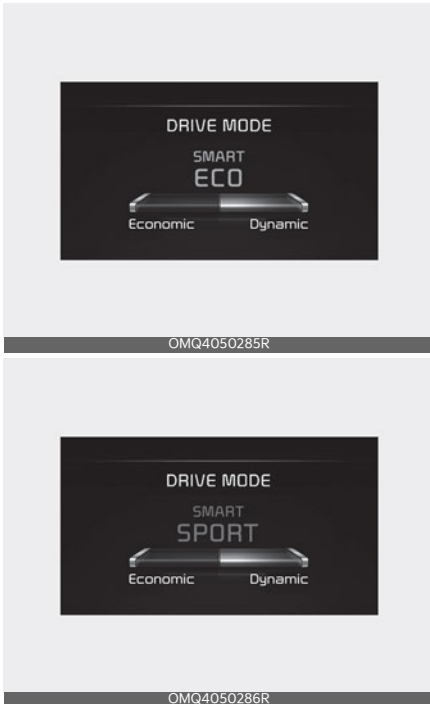 DRIVE MODE
SMART
ECO
Economic Dynamic
OMQ4050285R
DRIVE MODE
SMART
SPORT
Economic Dynamic
OMQ4050286R